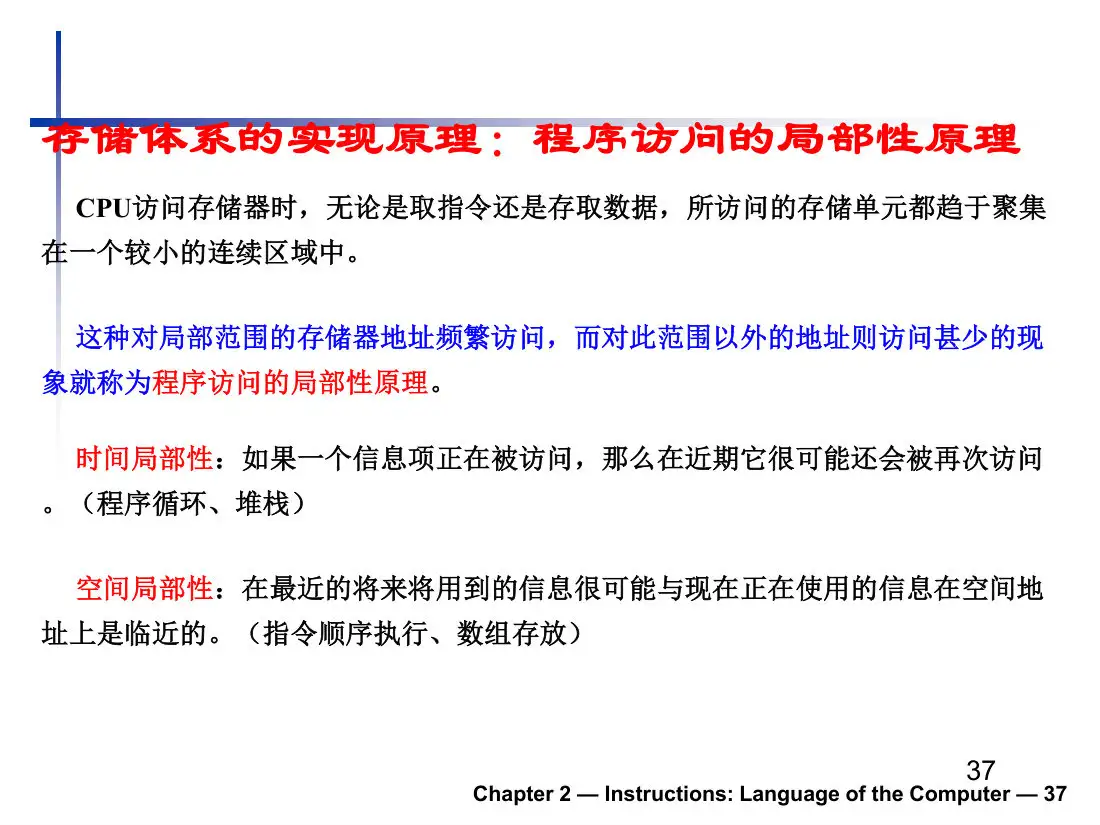 存储体系的实现原理：程序访问的局部性原理
CPU访问存储器时，无论是取指令还是存取数据，所访问的存储单元都趋于聚集
在一个较小的连续区域中。
这种对局部范围的存储器地址频繁访问，而对此范围以外的地址则访问甚少的现
象就称为程序访问的局部性原理。
时间局部性：如果一个信息项正在被访问，那么在近期它很可能还会被再次访问
。（程序循环、堆栈）
空间局部性：在最近的将来将用到的信息很可能与现在正在使用的信息在空间地
址上是临近的。（指令顺序执行、数组存放）
37
Chapter 2 — Instructions: Language of the Computer — 37